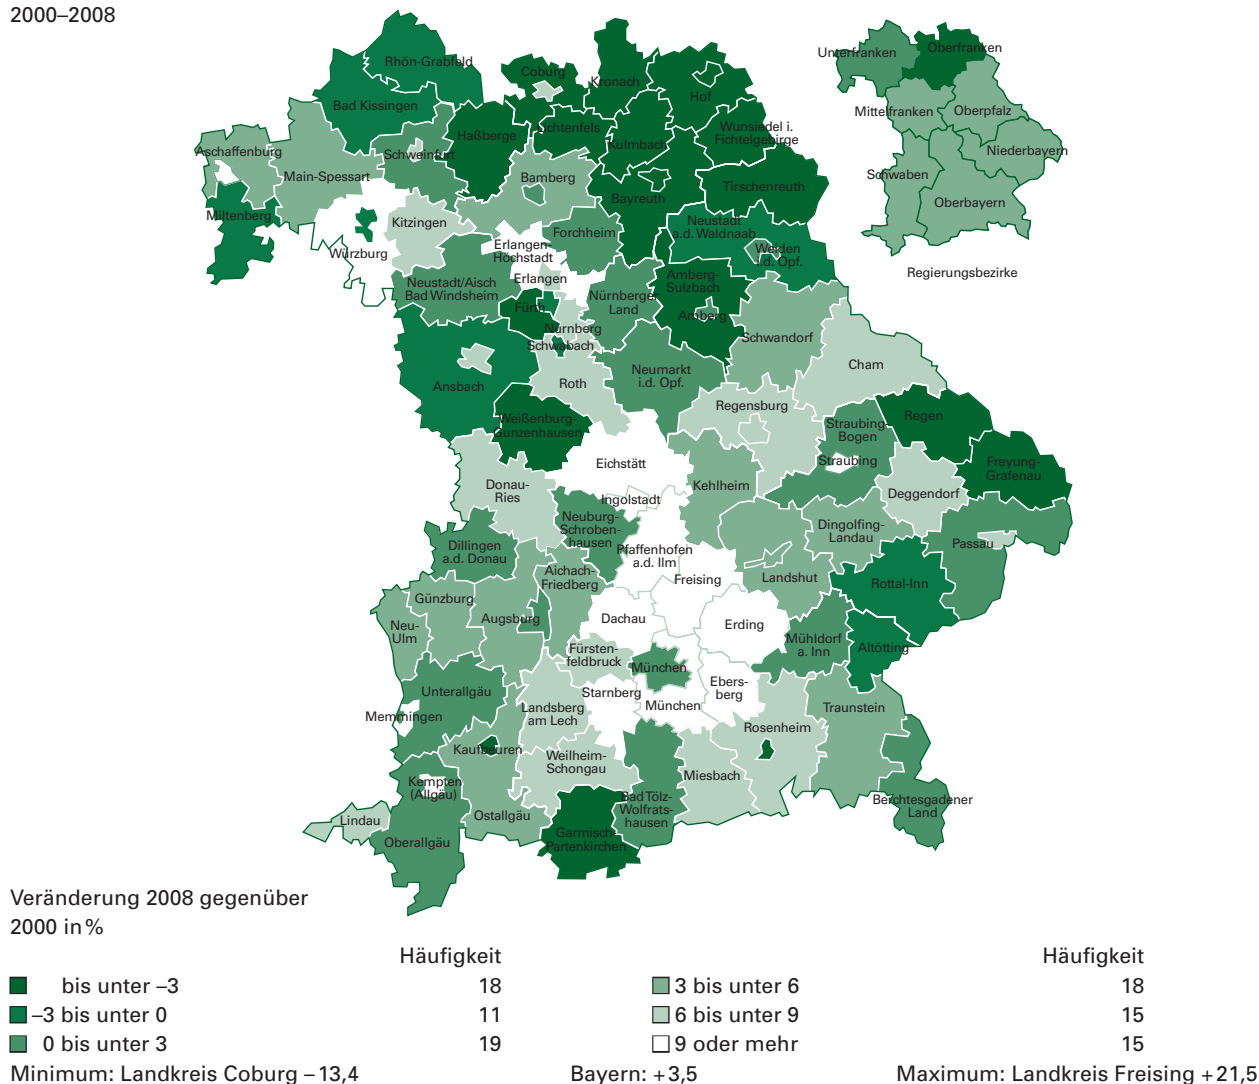 2000–2008
Rhön-Grabfeld
Bad Kissingen
Coburg
Kronach
Hof
Lichtenfels
Kulmbach
Wunsiedel i.
Fichtelgebirge
Haßberge
Schweinfurt
Aschaffenburg
Main-Spessart
Bamberg
Bayreuth
Tirschenreuth
Miltenberg
Kitzingen
Würzburg
Forchheim
Neustadt
a.d. Waldnaab
Weiden
i.d. Opf.
Erlangen-
Höchstadt
Erlangen
Neustadt/Aisch
Bad Windsheim
Nürnberger
Land
Amberg-
Sulzbach
Amberg
Fürth
Nürnberg
Schwabach
Schwandorf
Ansbach
Roth
Neumarkt
i.d. Opf.
Cham
Weißenburg-
Gunzenhausen
Regensburg
Straubing-
Bogen
Straubing
Regen
Freyung-
Grafenau
Eichstätt
Ingolstadt
Kehlheim
Deggendorf
Donau-
Ries
Neuburg-
Schroben-
hausen
Dingolfing-
Landau
Passau
Dillingen
a.d. Donau
Pfaffenhofen
a.d. Ilm
Aichach-
Friedberg
Freising
Landshut
Rottal-Inn
Günzburg
Neu-
Ulm
Augsburg
Dachau
Erding
Mühldorf
a. Inn
Altötting
Fürsten-
feldbruck
München
Ebers-
berg
Unterallgäu
Memmingen
Landsberg
am Lech
Starnberg
München
Traunstein
Rosenheim
Kaufbeuren
Weilheim-
Schongau
Miesbach
Kempten
(Allgäu)
Bad Tölz-
Wolfrats-
hausen
Berchtesgadener
Land
Lindau
Oberallgäu
Ostallgäu
Garmisch-
Partenkirchen
Unterfranken
Oberfranken
Mittelfranken
Oberpfalz
Niederbayern
Schwaben
Oberbayern
Regierungsbezirke
Veränderung 2008 gegenüber
2000 in %
Häufigkeit Häufigkeit
bis unter –3 18 3 bis unter 6 18
–3 bis unter 0 11 6 bis unter 9 15
0 bis unter 3 19 9 oder mehr 15
Minimum: Landkreis Coburg –13,4 Bayern: +3,5 Maximum: Landkreis Freising +21,5